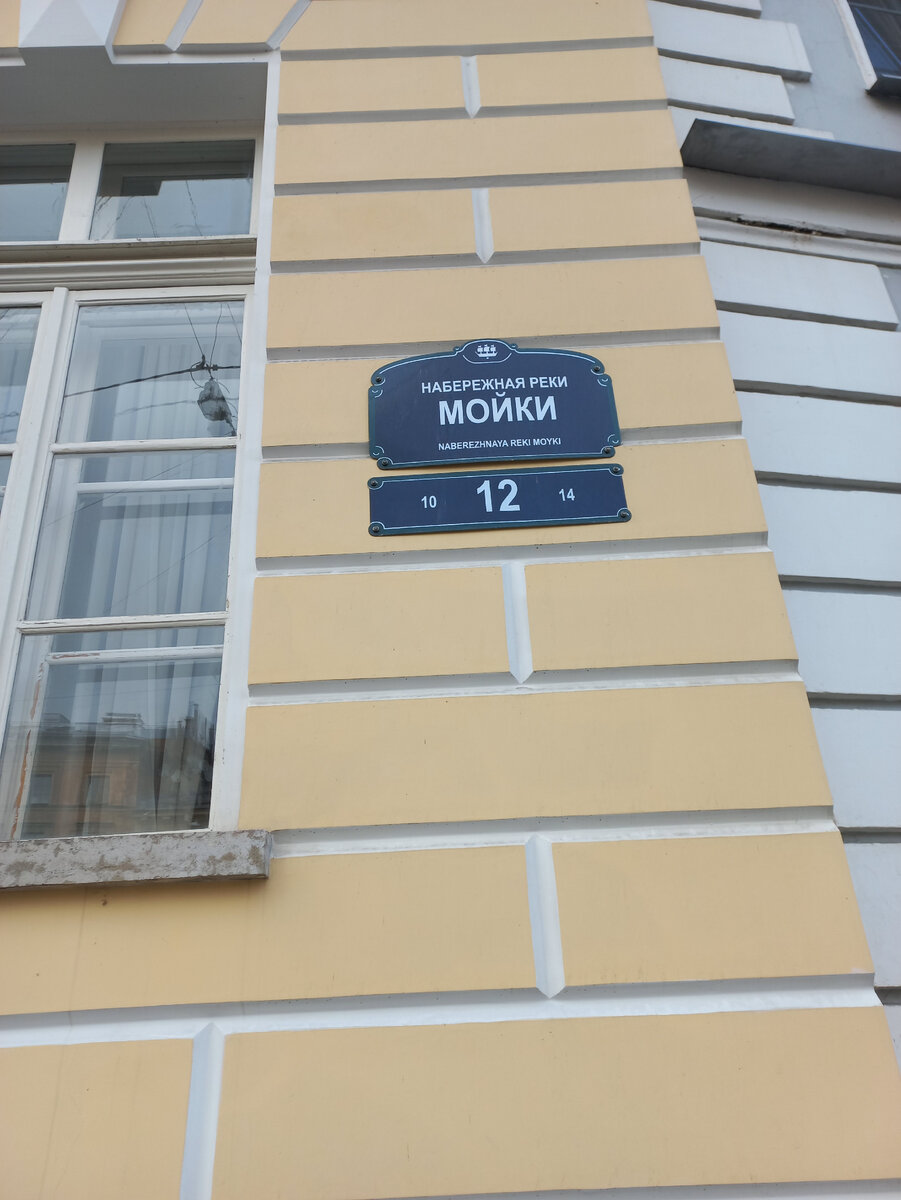 НАБЕРЕЖНАЯ РЕКИ
МОЙКИ
NABEREZHNAYA REKI MOYKI
10 12 14